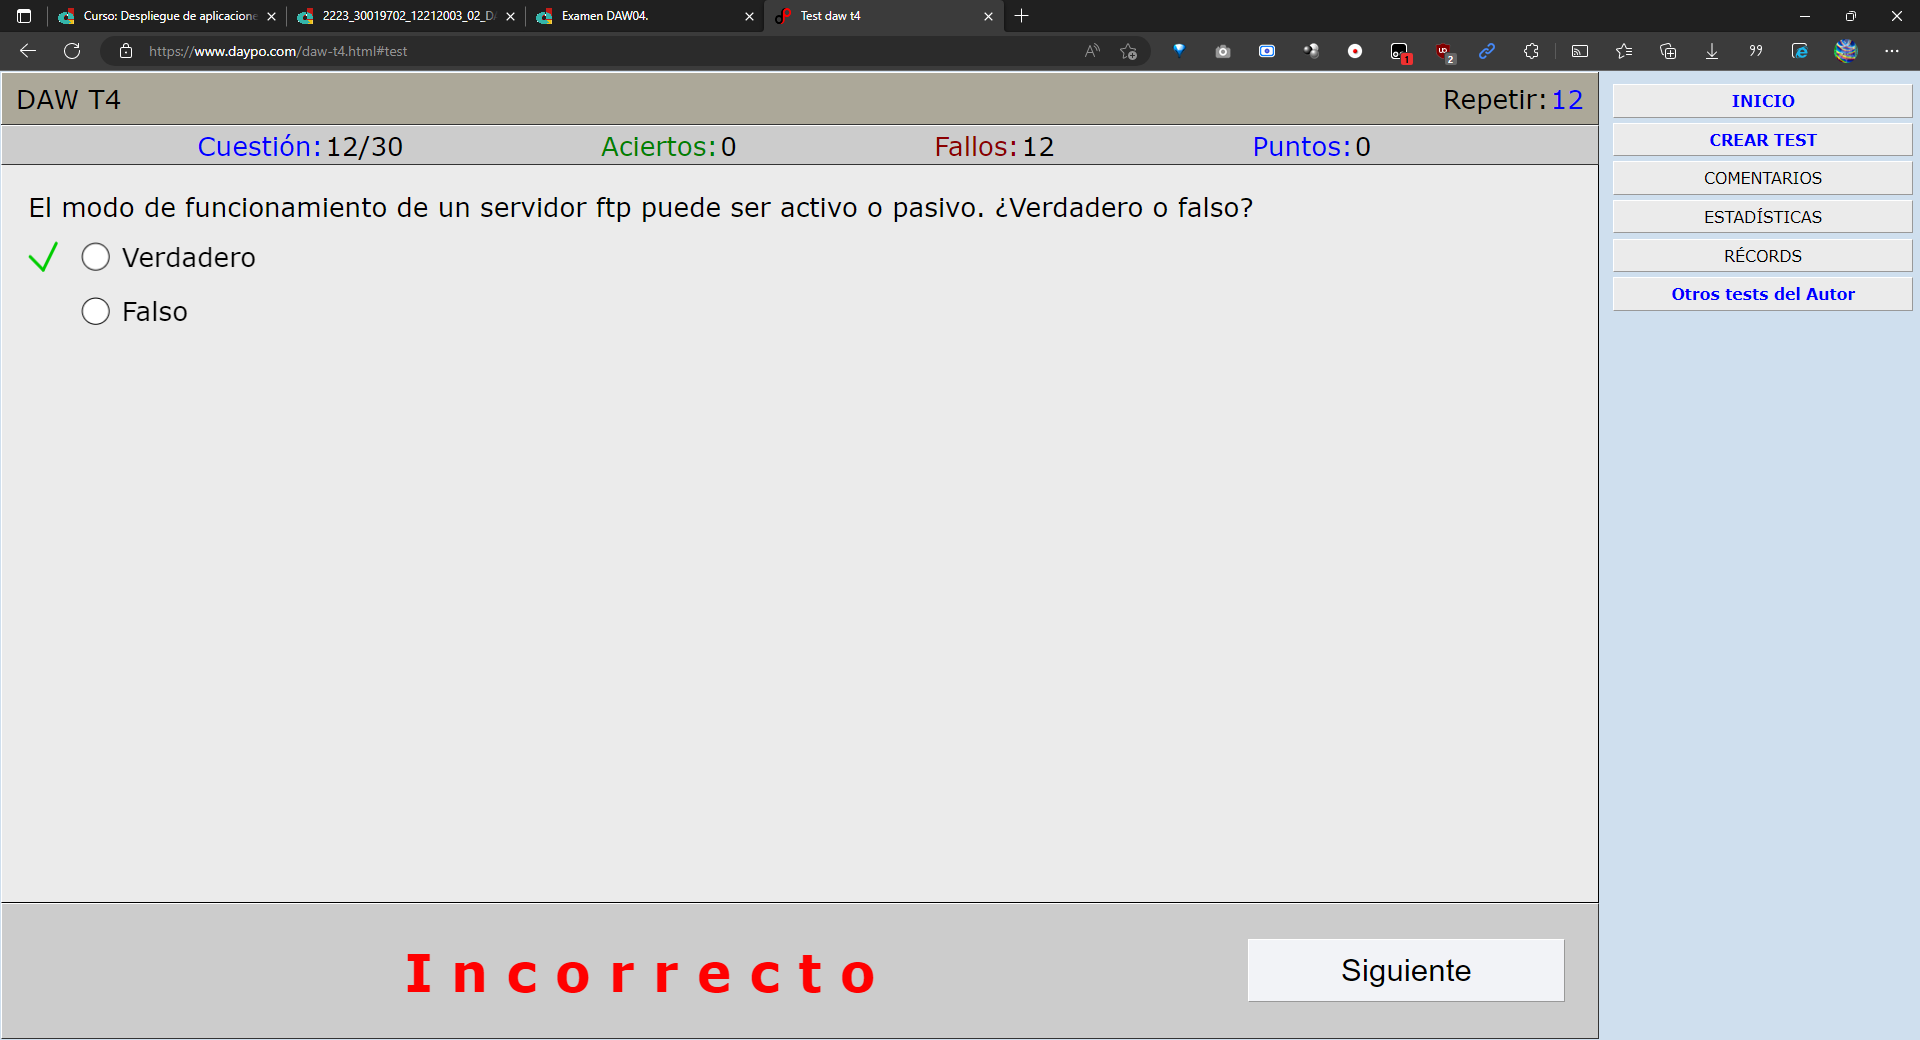 Curso: Despliegue de aplicacione
2223_30019702_12212003_02_D
Examen DAW04.
Test daw t4
https://www.daypo.com/daw-t4.html#test
1
2
DAW T4
Repetir: 12
INICIO
Cuestión: 12/30
Aciertos: 0
Fallos: 12
Puntos: 0
CREAR TEST
COMENTARIOS
ESTADÍSTICAS
RÉCORDS
Otros tests del Autor
El modo de funcionamiento de un servidor ftp puede ser activo o pasivo. ¿Verdadero o falso?
Verdadero
Falso
Incorrecto
Siguiente